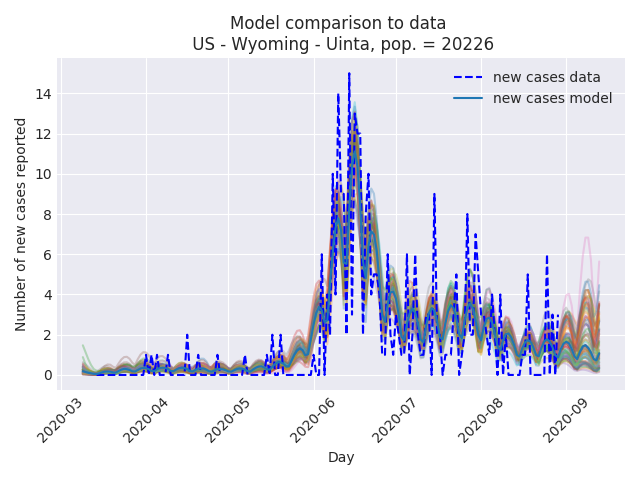 Model comparison to data
US - Wyoming - Uinta, pop. = 20226
new cases data
new cases model
Number of new cases reported
14
12
10
8
6
4
2
0
2020-03
2020-04
2020-05
2020-06
2020-07
2020-08
2020-09
Day